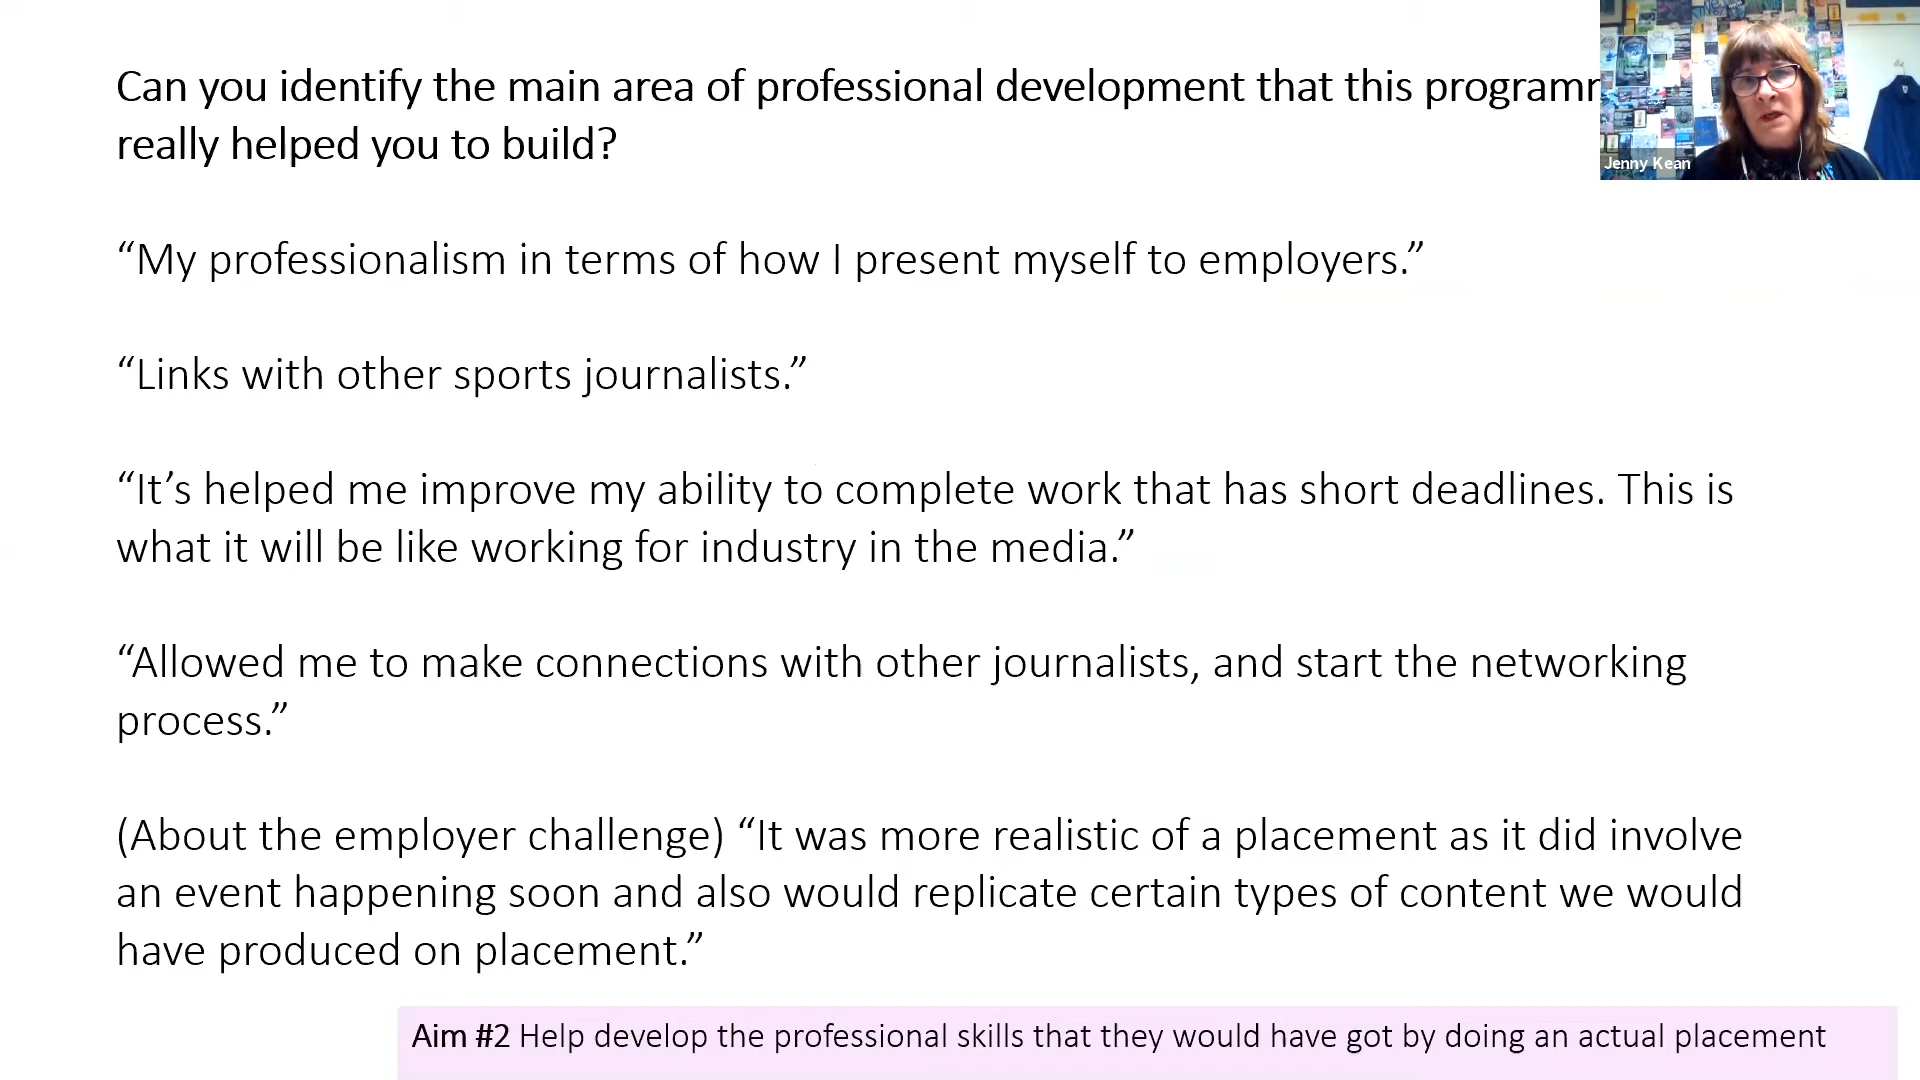 Can you identify the main area of professional development that this
really helped you to build?
“My professionalism in terms of how I present myself to employers.”
“Links with other sports journalists.”
“It’s helped me improve my ability to complete work that has short deadlines. This is
what it will be like working for industry in the media.”
“Allowed me to make connections with other journalists, and start the networking
process.”
(About the employer challenge) “It was more realistic of a placement as it did involve
an event happening soon and also would replicate certain types of content we would
have produced on placement.”
Aim #2 Help develop the professional skills that they would have got by doing an actual placement
Jenny Kean